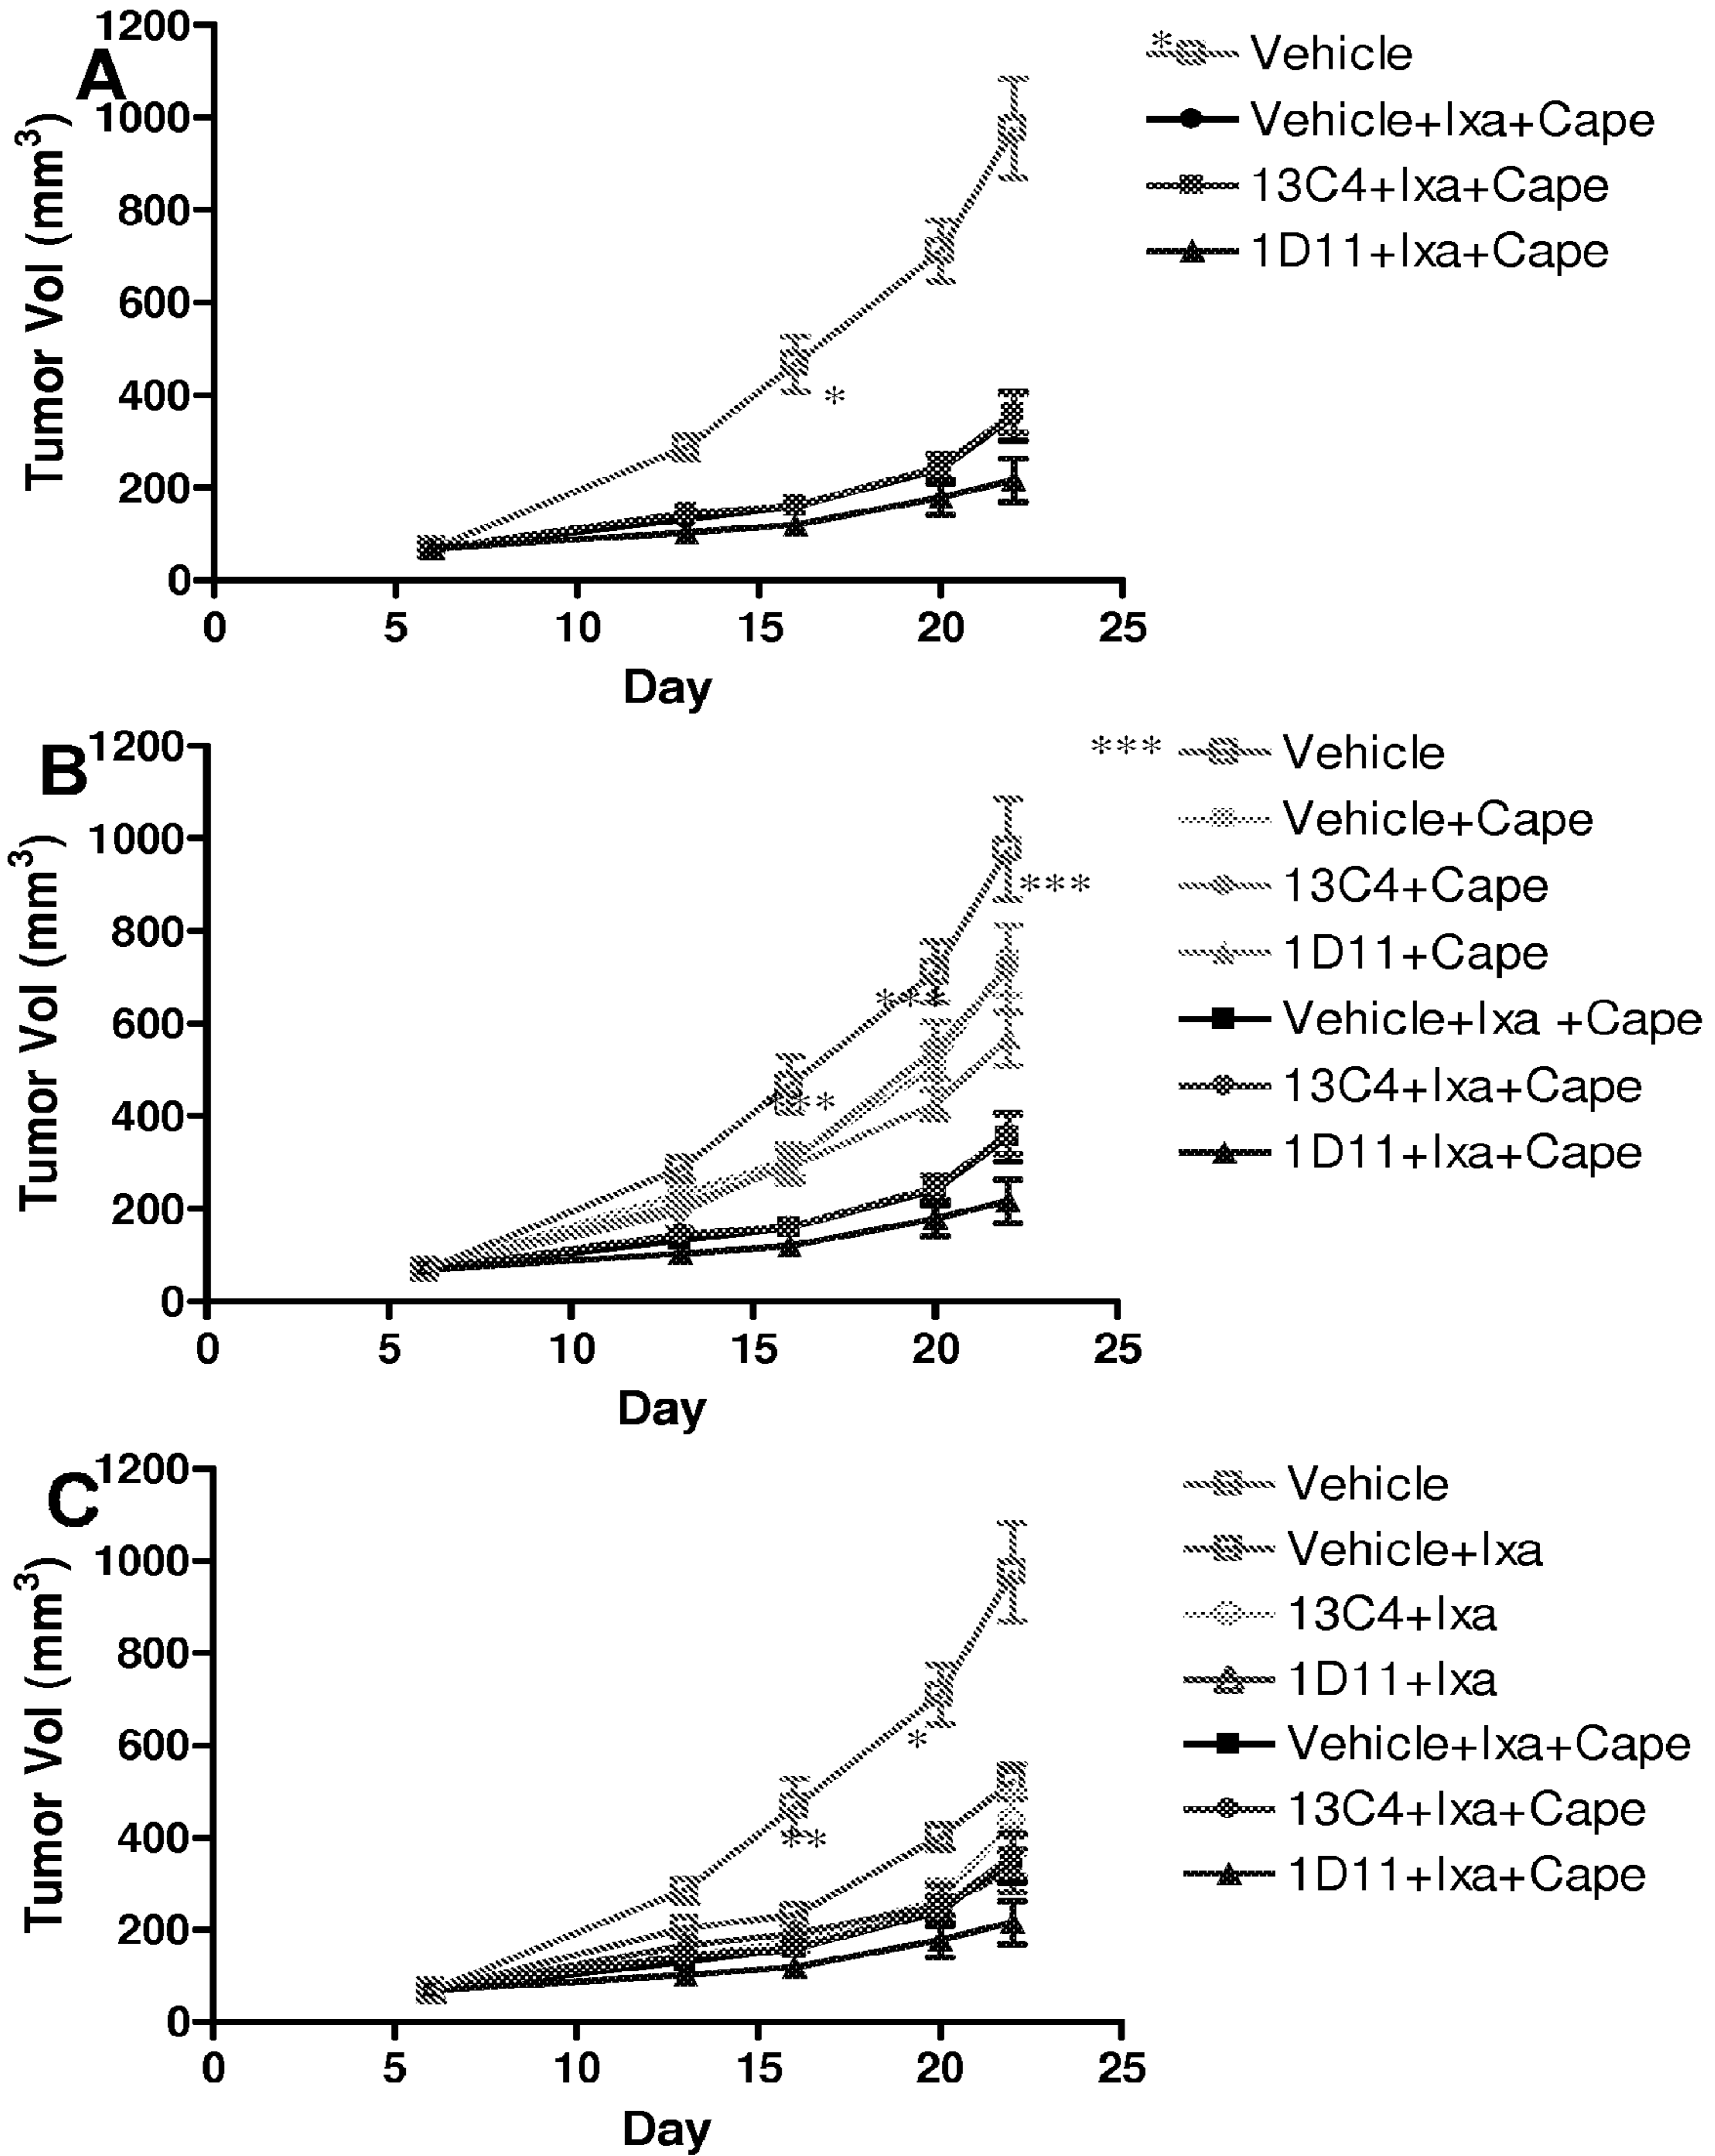 A
1200
1000
800
600
400
200
0
Tumor Vol (mm³)
0 5 10 15 20 25
Day
*
* Vehicle
Vehicle+Ixa+Cape
13C4+Ixa+Cape
1D11+Ixa+Cape
B
1200
1000
800
600
400
200
0
Tumor Vol (mm³)
0 5 10 15 20 25
Day
***
***
***
*** Vehicle
Vehicle+Cape
13C4+Cape
1D11+Cape
Vehicle+Ixa +Cape
13C4+Ixa+Cape
1D11+Ixa+Cape
C
1200
1000
800
600
400
200
0
Tumor Vol (mm³)
0 5 10 15 20 25
Day
*
**
Vehicle
Vehicle+Ixa
13C4+Ixa
1D11+Ixa
Vehicle+Ixa+Cape
13C4+Ixa+Cape
1D11+Ixa+Cape